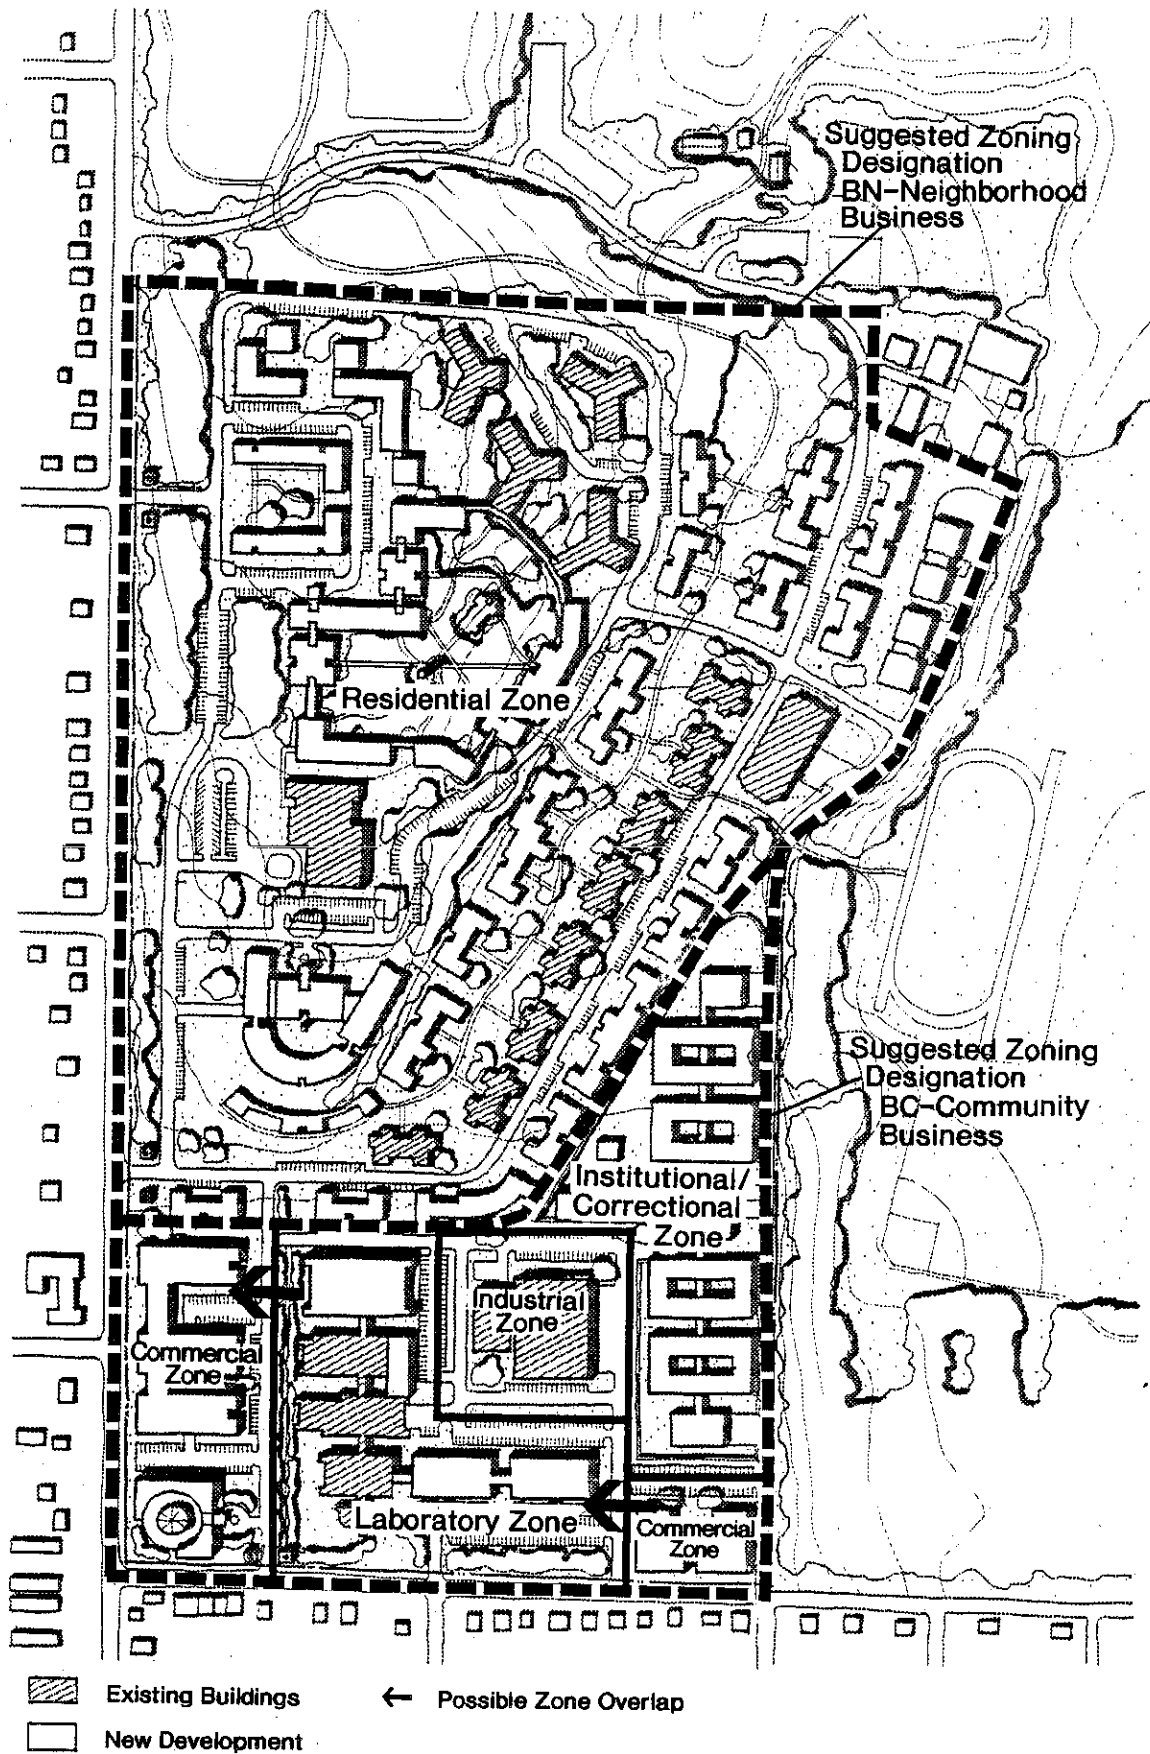 Suggested Zoning
Designation
BN-Neighborhood
Business
Residential Zone
Suggested Zoning
Designation
BC-Community
Business
Institutional/
Correctional
Zone
Industrial
Zone
Commercial
Zone
Laboratory Zone
Commercial
Zone
Existing Buildings
Possible Zone Overlap
New Development